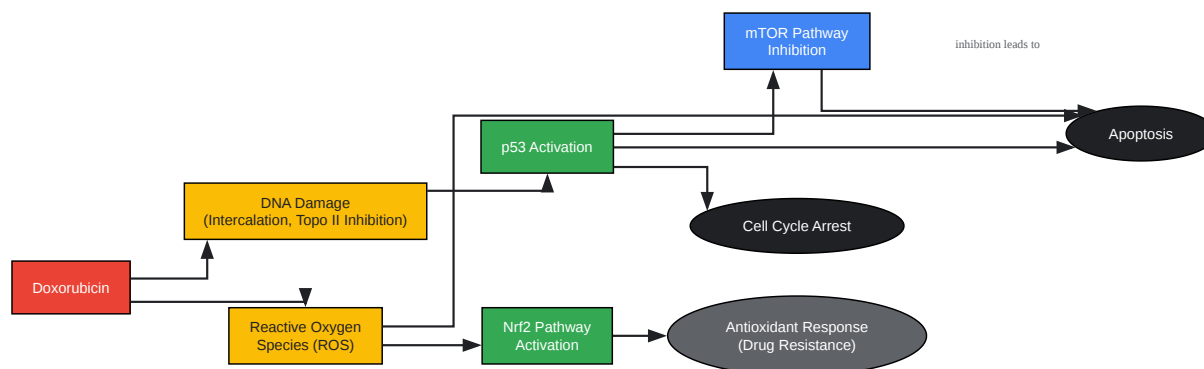 mTOR Pathway
Inhibition
inhibition leads to
Apoptosis
p53 Activation
DNA Damage
(Intercalation, Topo II Inhibition)
Cell Cycle Arrest
Doxorubicin
Reactive Oxygen
Species (ROS)
Nrf2 Pathway
Activation
Antioxidant Response
(Drug Resistance)